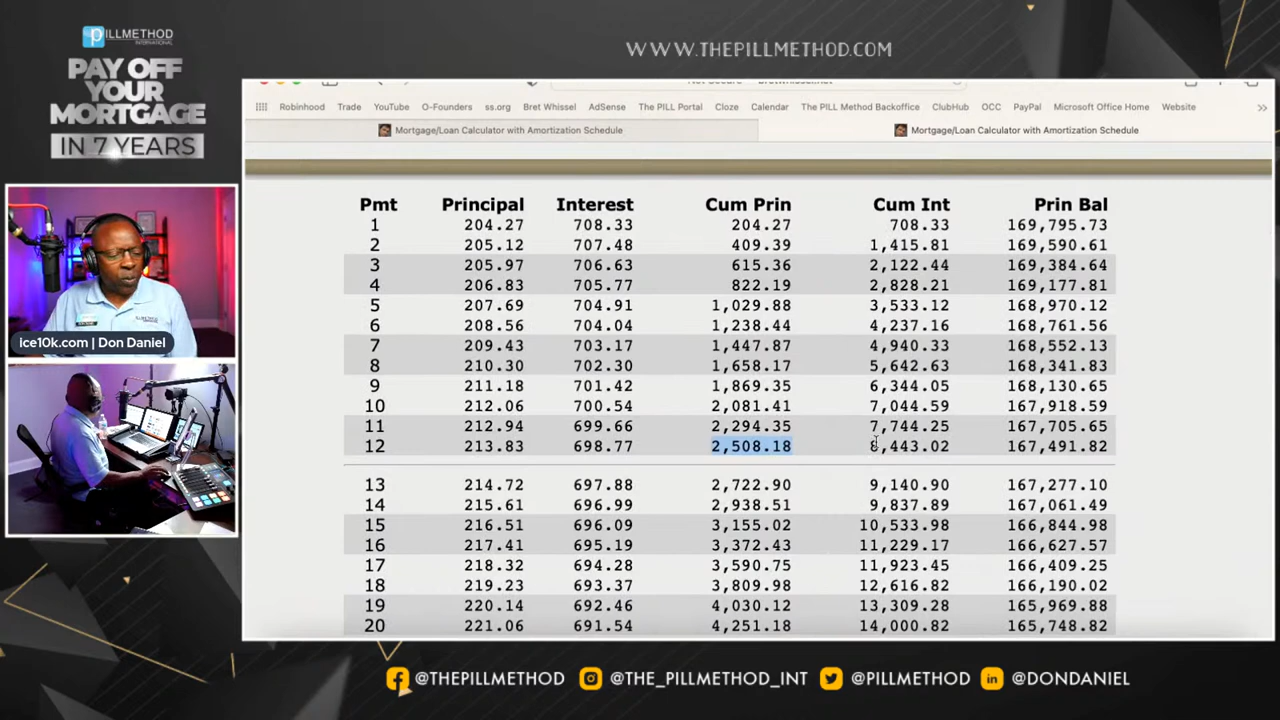 PILLMETHOD
INTERNATIONAL
PAY OFF
YOUR
MORTGAGE
IN 7 YEARS
WWW.THEPILLMETHOD.COM
Robinhood Trade YouTube O-Founders ss.org Bret Whissel AdSense The PILL Portal Cloze Calendar The PILL Method Backoffice ClubHub OCC PayPal Microsoft Office Home Website
Mortgage/Loan Calculator with Amortization Schedule Mortgage/Loan Calculator with Amortization Schedule
Pmt Principal Interest Cum Prin Cum Int Prin Bal
1 204.27 708.33 204.27 708.33 169,795.73
2 205.12 707.48 409.39 1,415.81 169,590.61
3 205.97 706.63 615.36 2,122.44 169,384.64
4 206.83 705.77 822.19 2,828.21 169,177.81
5 207.69 704.91 1,029.88 3,533.12 168,970.12
6 208.56 704.04 1,238.44 4,237.16 168,761.56
7 209.43 703.17 1,447.87 4,940.33 168,552.13
8 210.30 702.30 1,658.17 5,642.63 168,341.83
9 211.18 701.42 1,869.35 6,344.05 168,130.65
10 212.06 700.54 2,081.41 7,044.59 167,918.59
11 212.94 699.66 2,294.35 7,744.25 167,705.65
12 213.83 698.77 2,508.18 8,443.02 167,491.82
13 214.72 697.88 2,722.90 9,140.90 167,277.10
14 215.61 696.99 2,938.51 9,837.89 167,061.49
15 216.51 696.09 3,155.02 10,533.98 166,844.98
16 217.41 695.19 3,372.43 11,229.17 166,627.57
17 218.32 694.28 3,590.75 11,923.45 166,409.25
18 219.23 693.37 3,809.98 12,616.82 166,190.02
19 220.14 692.46 4,030.12 13,309.28 165,969.88
20 221.06 691.54 4,251.18 14,000.82 165,748.82
ice10k.com | Don Daniel
@THEPILLMETHOD @THE_PILLMETHOD_INT @PILLMETHOD @DONDANIEL